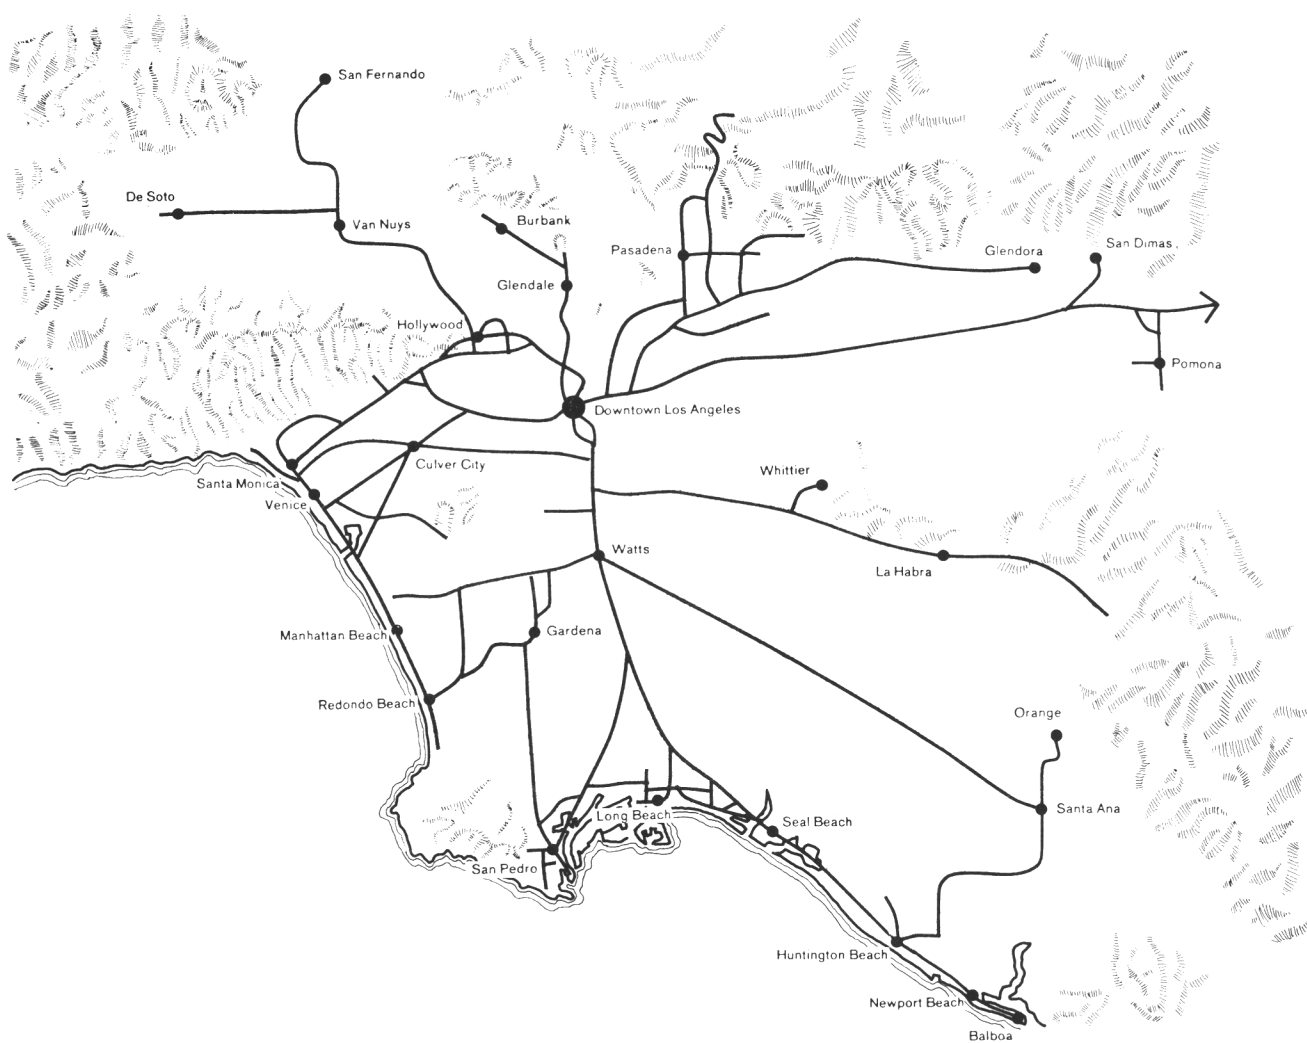 San Fernando
De Soto
Van Nuys
Burbank
Pasadena
Glendora
San Dimas
Glendale
Hollywood
Pomona
Downtown Los Angeles
Culver City
Santa Monica
Venice
Whittier
Watts
La Habra
Manhattan Beach
Gardena
Redondo Beach
Orange
Santa Ana
Long Beach
Seal Beach
San Pedro
Huntington Beach
Newport Beach
Balboa